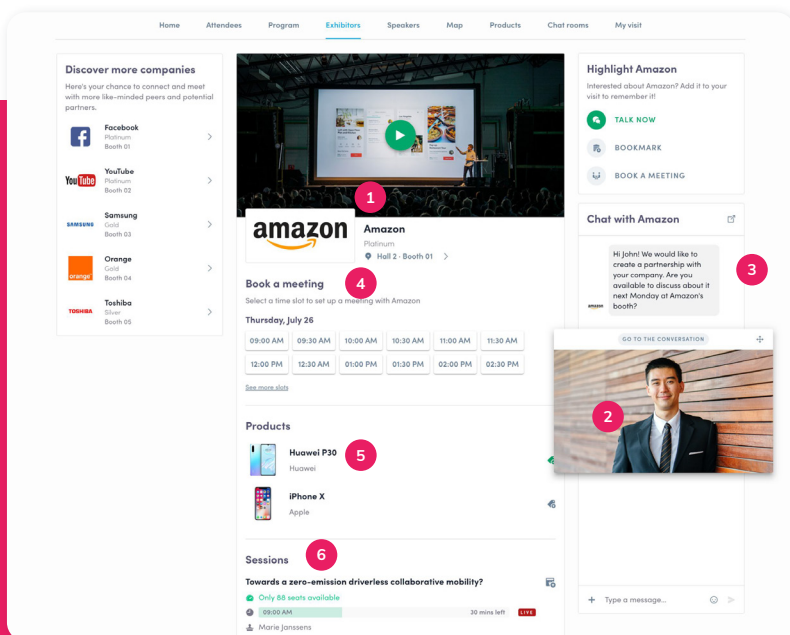 Home Attendees Program Exhibitors Speakers Map Products Chat rooms My visit
Discover more companies
Here's your chance to connect and meet
with more like-minded peers and potential
partners.
Facebook
Platinum
Booth 01
YouTube
YouTube
Platinum
Booth 02
SAMSUNG
Samsung
Gold
Booth 03
orange
Orange
Gold
Booth 04
TOSHIBA
Toshiba
Silver
Booth 05
1
amazon
Amazon
Platinum
Hall 2 · Booth 01
Book a meeting
4
Select a time slot to set up a meeting with Amazon
Thursday, July 26
09:00 AM 09:30 AM 10:00 AM 10:30 AM 11:00 AM 11:30 AM
12:00 PM 12:30 AM 01:00 PM 01:30 PM 02:00 PM 02:30 PM
See more slots
Products
Huawei P30
Huawei
5
iPhone X
Apple
Sessions
6
Towards a zero-emission driverless collaborative mobility?
Only 88 seats available
09:00 AM 30 mins left LIVE
Marie Janssens
Highlight Amazon
Interested about Amazon? Add it to your
visit to remember it!
TALK NOW
BOOKMARK
BOOK A MEETING
Chat with Amazon
Hi John! We would like to
create a partnership with
your company. Are you
available to discuss about it
next Monday at Amazon's
booth?
amazon
3
GO TO THE CONVERSATION
2
Type a message...